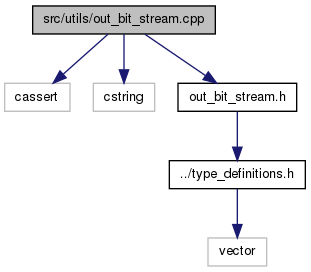 src/utils/out_bit_stream.cpp
cassert
cstring
out_bit_stream.h
../type_definitions.h
vector